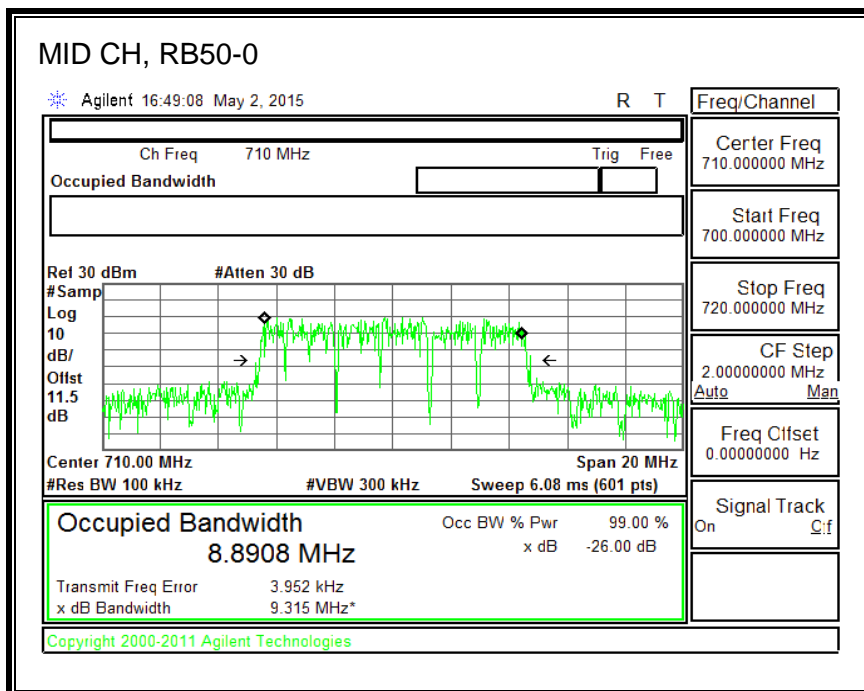 MID CH, RB50-0
Agilent 16:49:08 May 2, 2015 R T
Freq/Channel
Ch Freq 710 MHz Trig Free
Occupied Bandwidth
Center Freq
710.000000 MHz
Start Freq
700.000000 MHz
Stop Freq
720.000000 MHz
CF Step
2.00000000 MHz
Auto Man
Freq Offset
0.00000000 Hz
Signal Track
On Off
Ref 30 dBm #Atten 30 dB
#Samp
Log
10
dB/
Offst
11.5
dB
Center 710.00 MHz Span 20 MHz
#Res BW 100 kHz #VBW 300 kHz Sweep 6.08 ms (601 pts)
Occupied Bandwidth
8.8908 MHz
Occ BW % Pwr 99.00 %
x dB -26.00 dB
Transmit Freq Error 3.952 kHz
x dB Bandwidth 9.315 MHz*
Copyright 2000-2011 Agilent Technologies